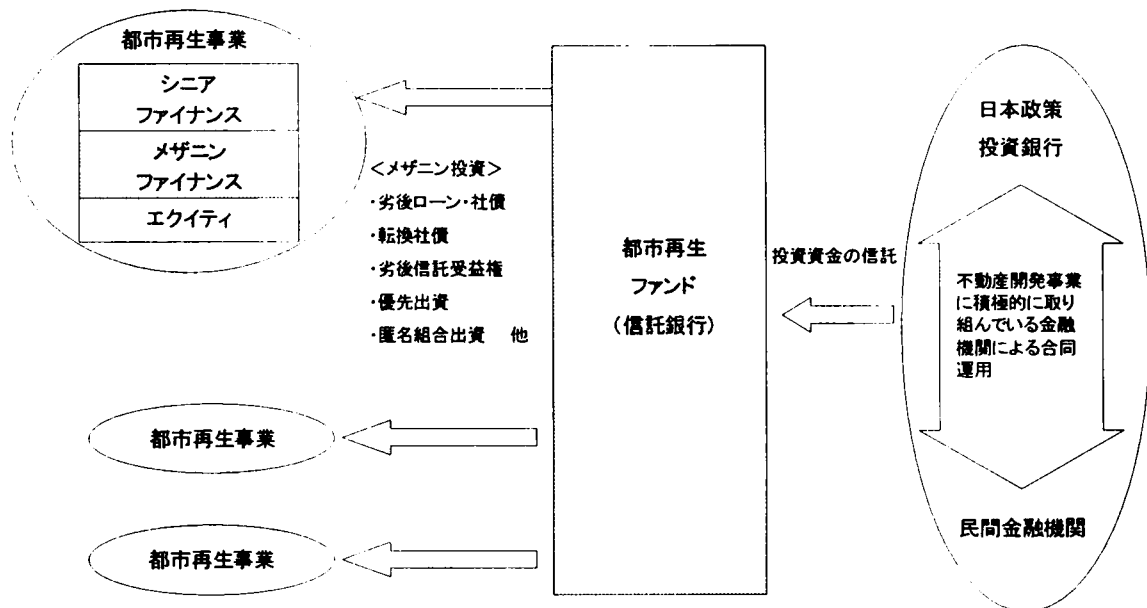 都市再生事業
シニア
ファイナンス
メザニン
ファイナンス
エクイティ
＜メザニン投資＞
・劣後ローン・社債
・転換社債
・劣後信託受益権
・優先出資
・匿名組合出資　他
都市再生事業
都市再生事業
都市再生
ファンド
（信託銀行）
投資資金の信託
日本政策
投資銀行
不動産開発事業
に積極的に取り
組んでいる金融
機関による合同
運用
民間金融機関